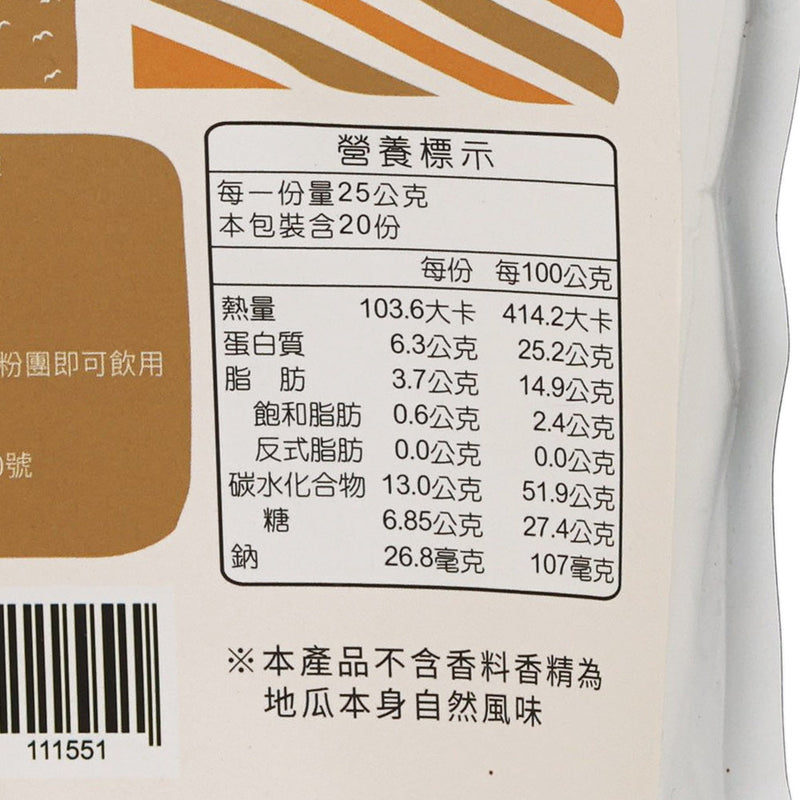 營養標示
每一份量25公克
本包裝含20份
每份 每100公克
熱量 103.6大卡 414.2大卡
蛋白質 6.3公克 25.2公克
脂 肪 3.7公克 14.9公克
飽和脂肪 0.6公克 2.4公克
反式脂肪 0.0公克 0.0公克
碳水化合物 13.0公克 51.9公克
糖 6.85公克 27.4公克
鈉 26.8毫克 107毫克
※本產品不含香料香精為
地瓜本身自然風味
粉團即可飲用
號
111551